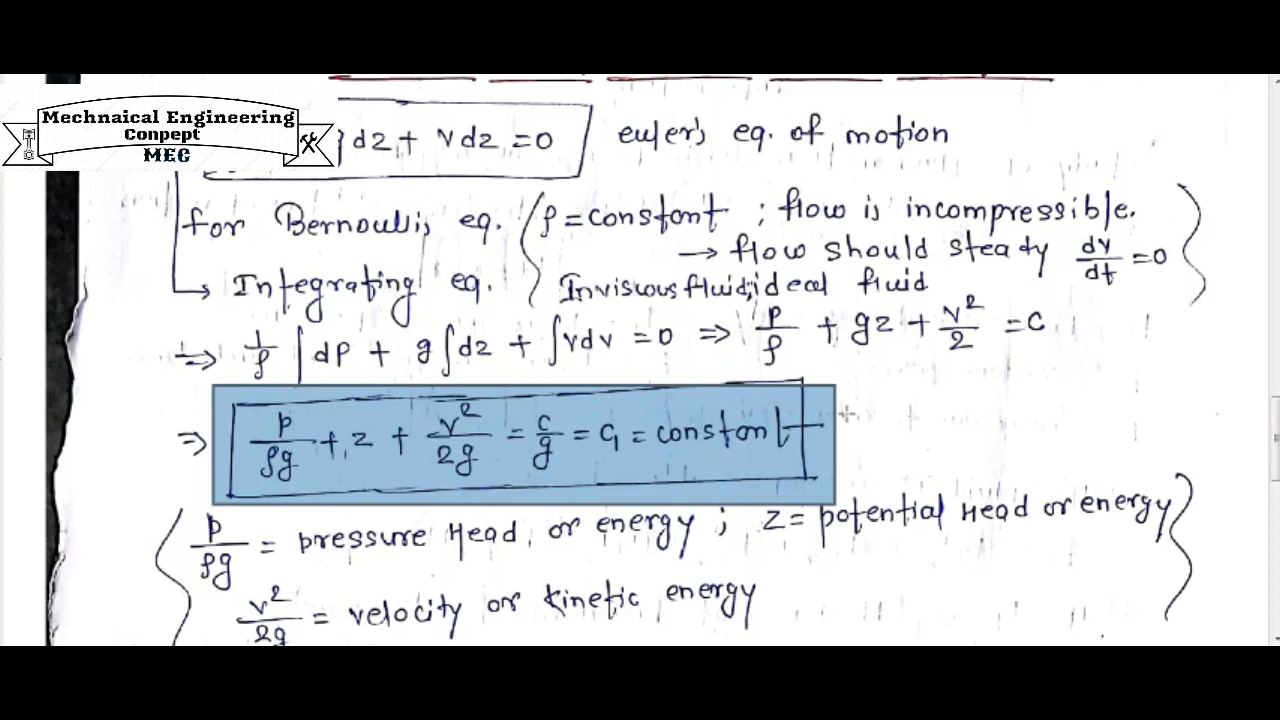 Mechnaical Engineering
Conpept
MEC
dz + vdz = 0 euler's eq. of motion
for Bernoulis eq. ρ = constant ; flow is incompressible.
→ flow should steady dv/dt = 0
↳ Integrating eq. Inviscous fluid, ideal fluid
⇒ 1/ρ ∫dp + g∫dz + ∫vdv = 0 ⇒ p/ρ + gz + v²/2 = C
⇒ p/ρg + z + v²/2g = c/g = C₁ = constant
p/ρg = pressure Head, or energy ; z = potential Head or energy
v²/2g = velocity or kinetic energy